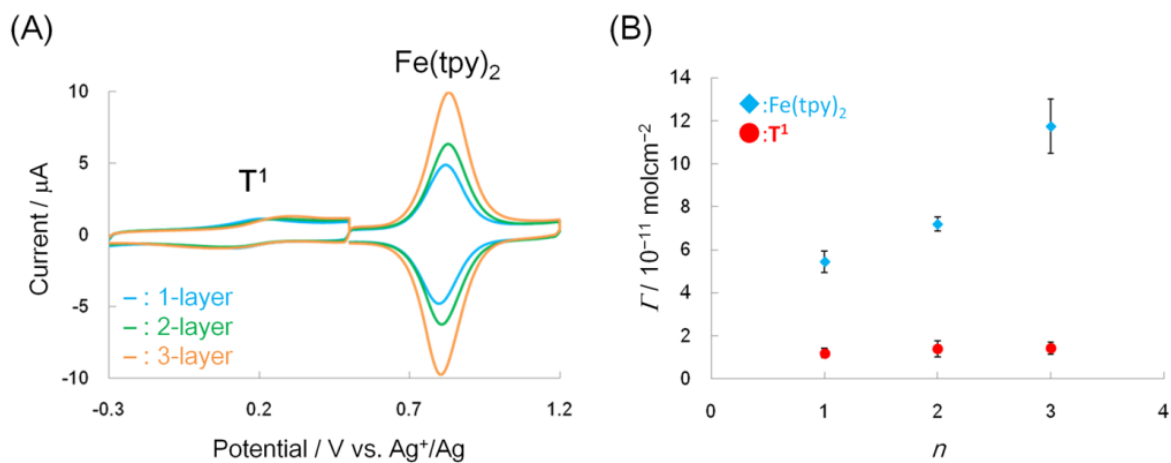 (A)
Fe(tpy)₂
T¹
Current / μA
10
5
0
-5
-10
– : 1-layer
– : 2-layer
– : 3-layer
-0.3
0.2
0.7
1.2
Potential / V vs. Ag⁺/Ag
(B)
Γ / 10⁻¹¹ molcm⁻²
14
12
10
8
6
4
2
0
:Fe(tpy)₂
:T¹
0
1
2
3
4
n